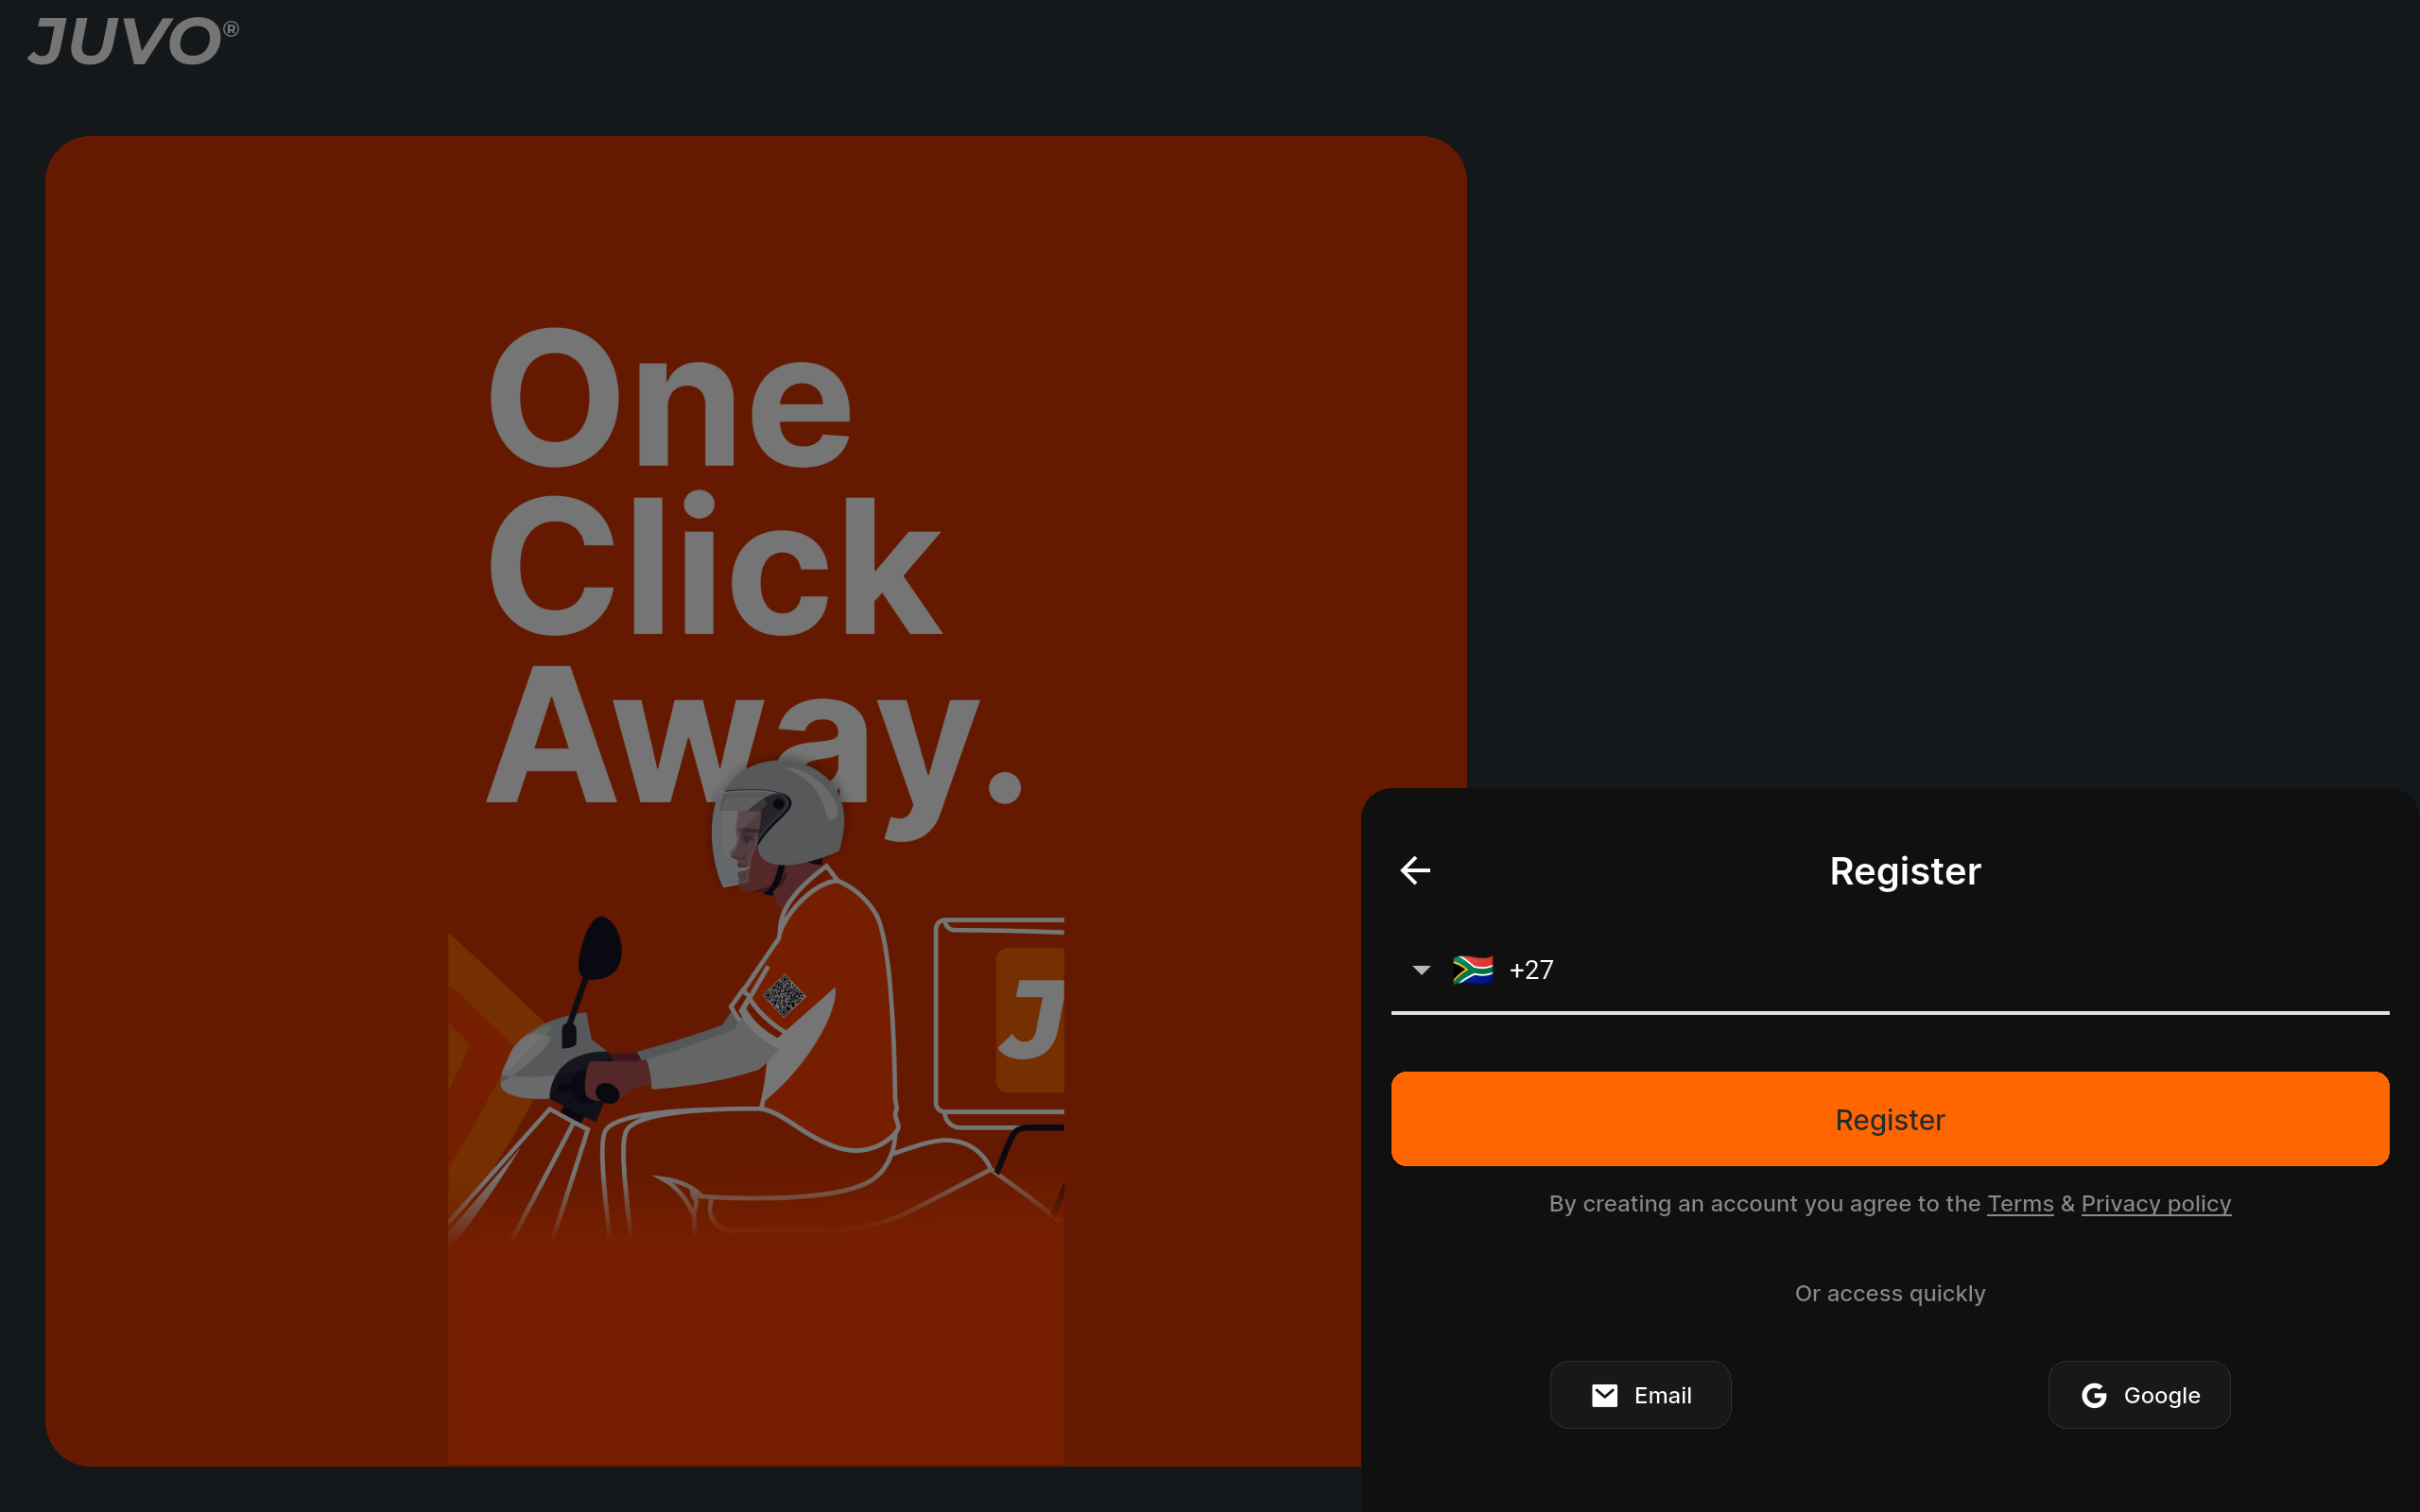 JUVO®
One
Click
Away.
J
Register
+27
Register
By creating an account you agree to the Terms & Privacy policy
Or access quickly
Email
Google